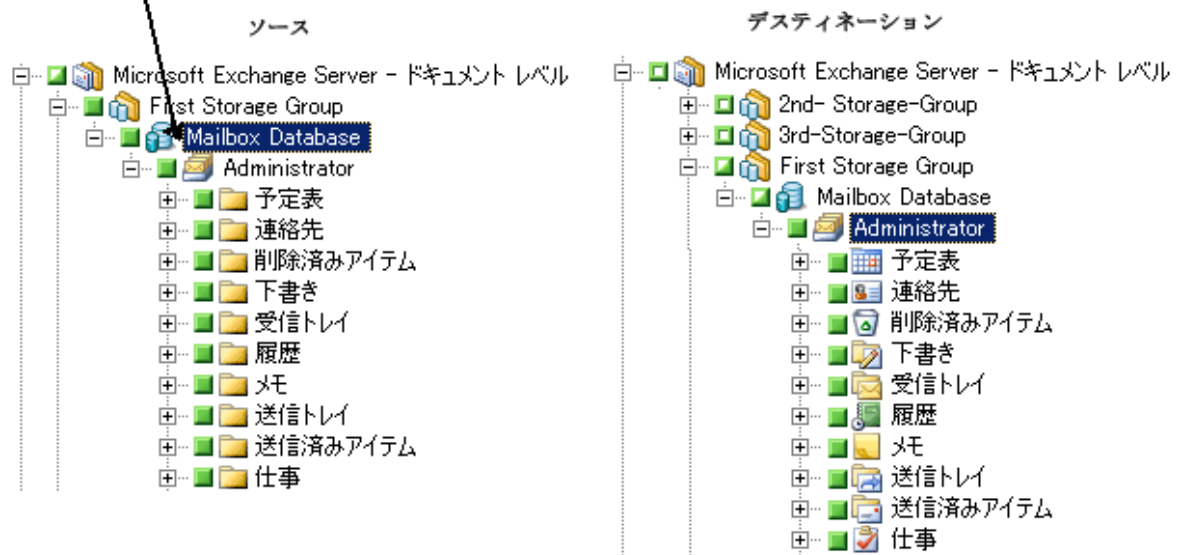 ソース
Microsoft Exchange Server - ドキュメント レベル
First Storage Group
Mailbox Database
Administrator
予定表
連絡先
削除済みアイテム
下書き
受信トレイ
履歴
メモ
送信トレイ
送信済みアイテム
仕事
デスティネーション
Microsoft Exchange Server - ドキュメント レベル
2nd- Storage-Group
3rd-Storage-Group
First Storage Group
Mailbox Database
Administrator
予定表
連絡先
削除済みアイテム
下書き
受信トレイ
履歴
メモ
送信トレイ
送信済みアイテム
仕事